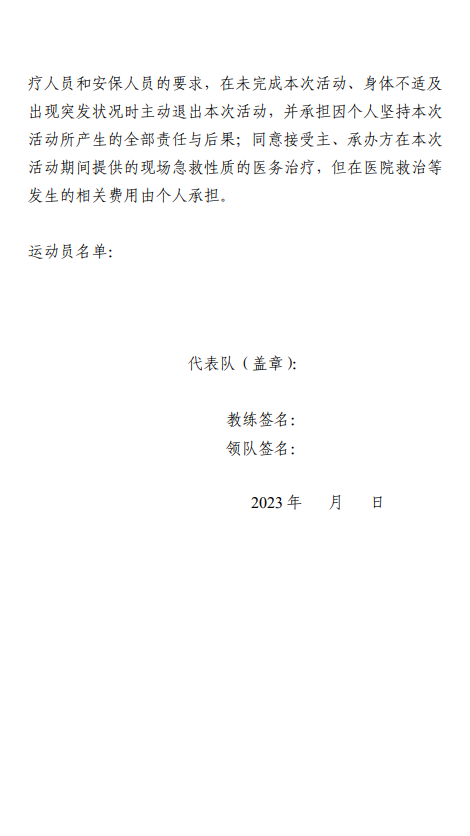 疗人员和安保人员的要求，在未完成本次活动、身体不适及
出现突发状况时主动退出本次活动，并承担因个人坚持本次
活动所产生的全部责任与后果；同意接受主、承办方在本次
活动期间提供的现场急救性质的医务治疗，但在医院救治等
发生的相关费用由个人承担。
运动员名单：
代表队（盖章）：
教练签名：
领队签名：
2023 年 月 日